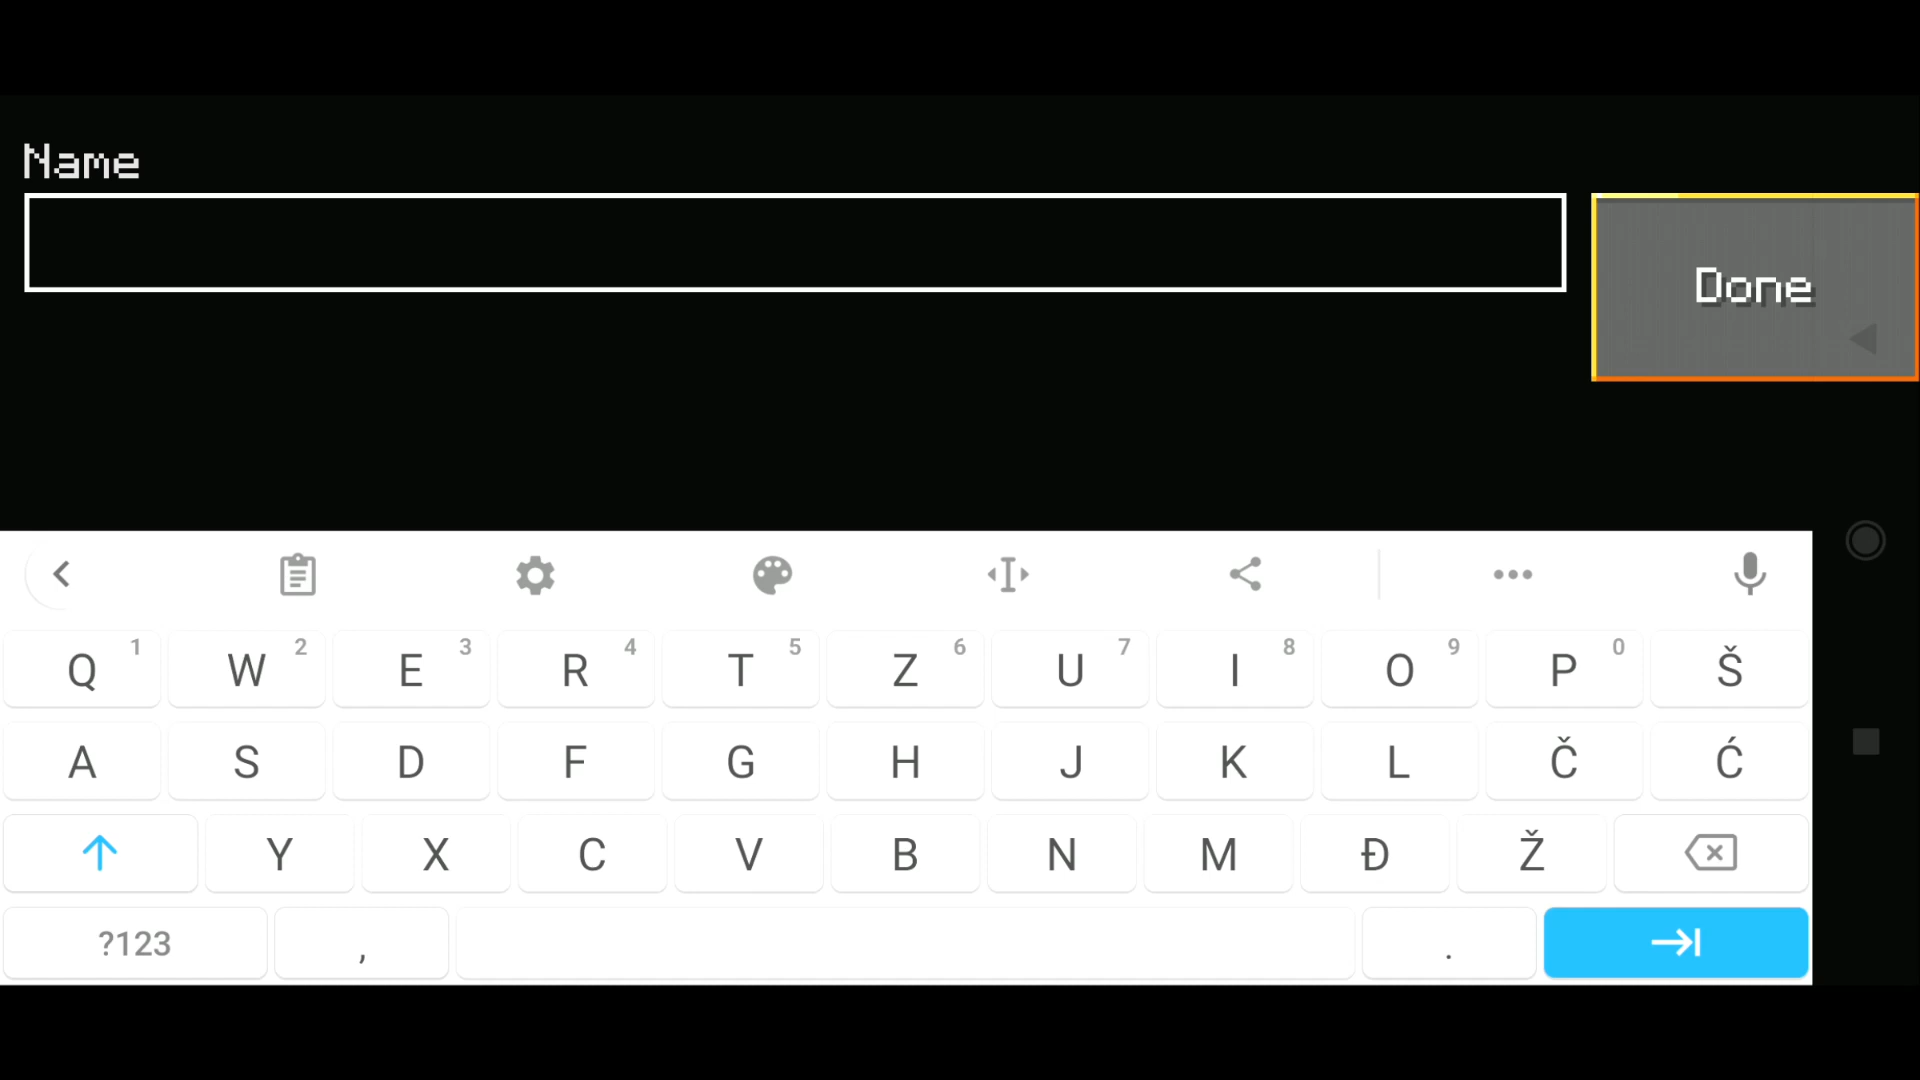 Name
Done
Q 1 W 2 E 3 R 4 T 5 Z 6 U 7 I 8 O 9 P 0 Š
A S D F G H J K L Č Ć
Y X C V B N M Đ Ž
?123 , .